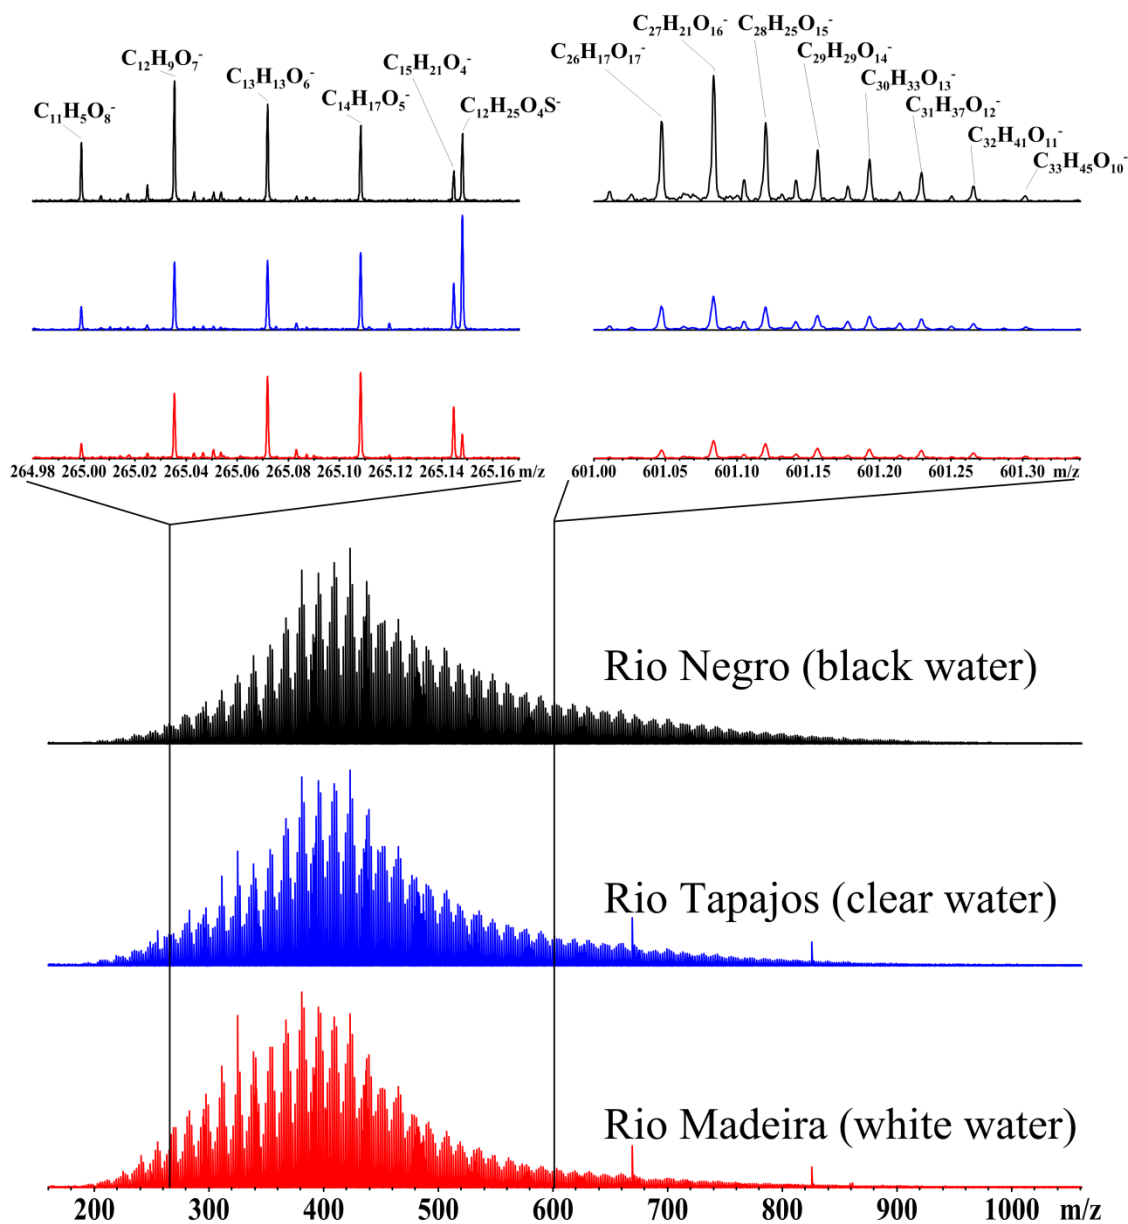 C₁₁H₅O₈⁻
C₁₂H₉O₇⁻
C₁₃H₁₃O₆⁻
C₁₄H₁₇O₅⁻
C₁₅H₂₁O₄⁻
C₁₂H₂₅O₄S⁻
C₂₆H₁₇O₁₇⁻
C₂₇H₂₁O₁₆⁻
C₂₈H₂₅O₁₅⁻
C₂₉H₂₉O₁₄⁻
C₃₀H₃₃O₁₃⁻
C₃₁H₃₇O₁₂⁻
C₃₂H₄₁O₁₁⁻
C₃₃H₄₅O₁₀⁻
264.98 265.00 265.02 265.04 265.06 265.08 265.10 265.12 265.14 265.16 m/z
601.00 601.05 601.10 601.15 601.20 601.25 601.30 m/z
Rio Negro (black water)
Rio Tapajos (clear water)
Rio Madeira (white water)
200 300 400 500 600 700 800 900 1000 m/z